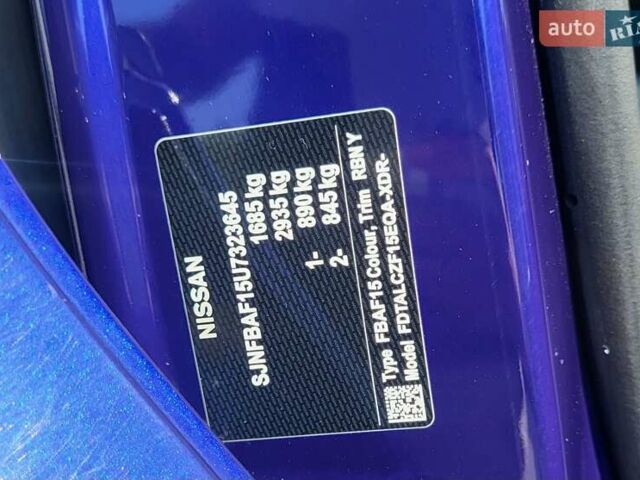 NISSAN
SJNFBAF15U7323645
1685 kg
2935 kg
1- 890 kg
2- 845 kg
Type FBAF15 Colour, Trim RBN Y
Model FDTALCZF15EQA-XDR-
auto RIA